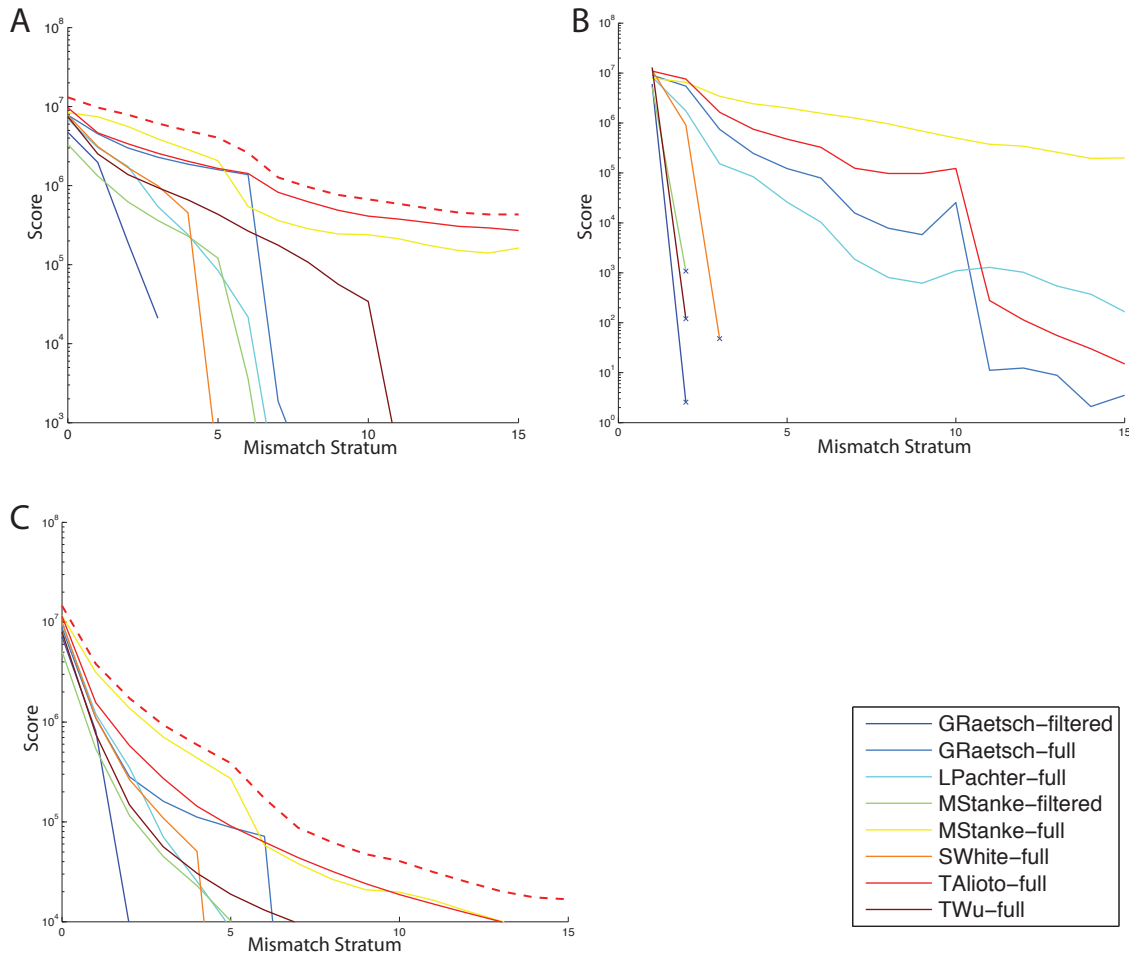 A
10^8
10^7
10^6
10^5
10^4
10^3
Score
0
5
10
15
Mismatch Stratum
B
10^8
10^7
10^6
10^5
10^4
10^3
10^2
10^1
10^0
Score
0
5
10
15
Mismatch Stratum
C
10^8
10^7
10^6
10^5
10^4
Score
0
5
10
15
Mismatch Stratum
GRaetsch-filtered
GRaetsch-full
LPachter-full
MStanke-filtered
MStanke-full
SWhite-full
TAlioto-full
TWu-full